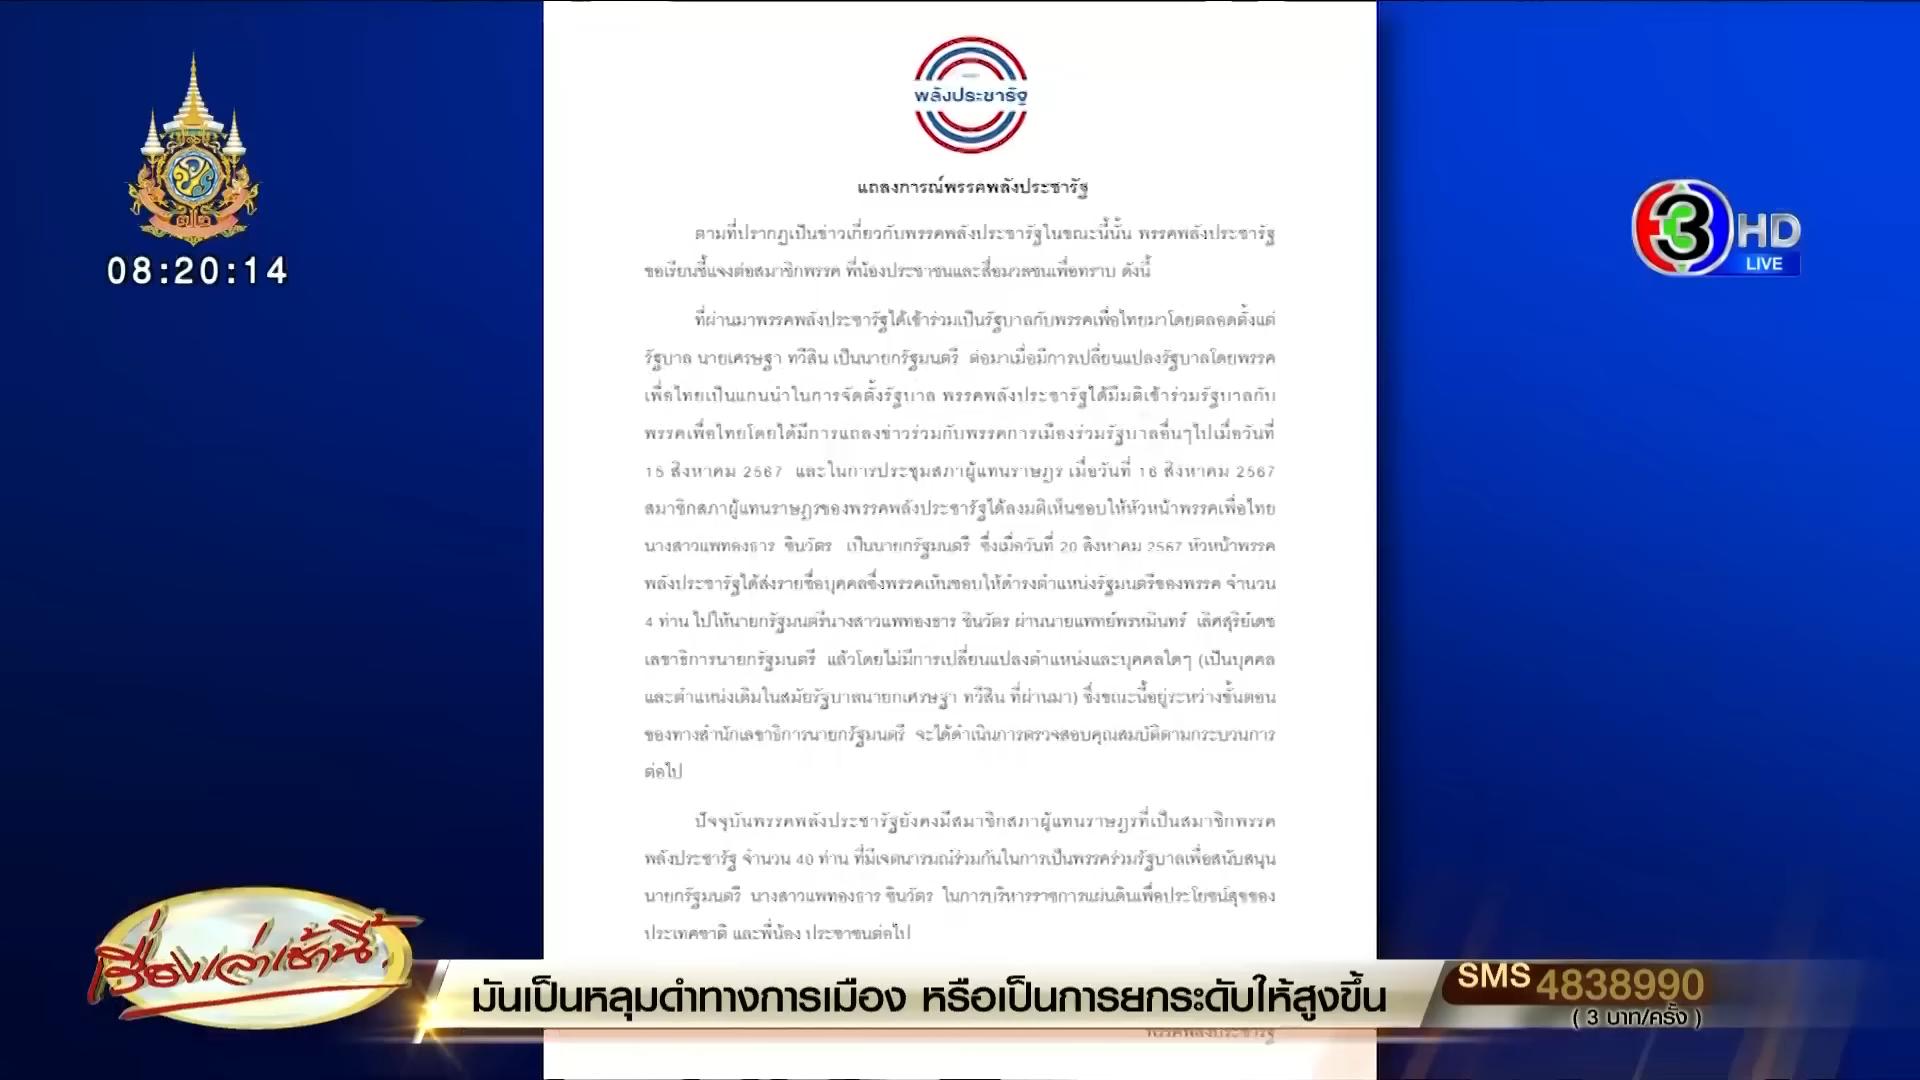 พลังประชารัฐ
แถลงการณ์พรรคพลังประชารัฐ
ตามที่ปรากฏเป็นข่าวเกี่ยวกับพรรคพลังประชารัฐในขณะนี้นั้น พรรคพลังประชารัฐ
ขอเรียนชี้แจงต่อสมาชิกพรรค พี่น้องประชาชนและสื่อมวลชนเพื่อทราบ ดังนี้
ที่ผ่านมาพรรคพลังประชารัฐได้เข้าร่วมเป็นรัฐบาลกับพรรคเพื่อไทยมาโดยตลอดตั้งแต่
รัฐบาล นายเศรษฐา ทวีสิน เป็นนายกรัฐมนตรี ต่อมาเมื่อมีการเปลี่ยนแปลงรัฐบาลโดยพรรค
เพื่อไทยเป็นแกนนำในการจัดตั้งรัฐบาล พรรคพลังประชารัฐได้มีมติเข้าร่วมรัฐบาลกับ
พรรคเพื่อไทยโดยได้มีการแถลงข่าวร่วมกับพรรคการเมืองร่วมรัฐบาลอื่นๆไปเมื่อวันที่
15 สิงหาคม 2567 และในการประชุมสภาผู้แทนราษฎร เมื่อวันที่ 16 สิงหาคม 2567
สมาชิกสภาผู้แทนราษฎรของพรรคพลังประชารัฐได้ลงมติเห็นชอบให้หัวหน้าพรรคเพื่อไทย
นางสาวแพทองธาร ชินวัตร เป็นนายกรัฐมนตรี ซึ่งเมื่อวันที่ 20 สิงหาคม 2567 หัวหน้าพรรค
พลังประชารัฐได้ส่งรายชื่อบุคคลซึ่งพรรคเห็นชอบให้ดำรงตำแหน่งรัฐมนตรีของพรรค จำนวน
4 ท่าน ไปให้นายกรัฐมนตรีนางสาวแพทองธาร ชินวัตร ผ่านนายแพทย์พรหมินทร์ เลิศสุริย์เดช
เลขาธิการนายกรัฐมนตรี แล้วโดยไม่มีการเปลี่ยนแปลงตำแหน่งและบุคคลใดๆ (เป็นบุคคล
และตำแหน่งเดิมในสมัยรัฐบาลนายกเศรษฐา ทวีสิน ที่ผ่านมา) ซึ่งขณะนี้อยู่ระหว่างขั้นตอน
ของทางสำนักเลขาธิการนายกรัฐมนตรี จะได้ดำเนินการตรวจสอบคุณสมบัติตามกระบวนการ
ต่อไป
ปัจจุบันพรรคพลังประชารัฐยังคงมีสมาชิกสภาผู้แทนราษฎรที่เป็นสมาชิกพรรค
พลังประชารัฐ จำนวน 40 ท่าน ที่มีเจตนารมณ์ร่วมกันในการเป็นพรรคร่วมรัฐบาลเพื่อสนับสนุน
นายกรัฐมนตรี นางสาวแพทองธาร ชินวัตร ในการบริหารราชการแผ่นดินเพื่อประโยชน์สุขของ
ประเทศชาติ และพี่น้อง ประชาชนต่อไป
พรรคพลังประชารัฐ
08:20:14
3 HD
LIVE
เรื่องเล่าเช้านี้
มันเป็นหลุมดำทางการเมือง หรือเป็นการยกระดับให้สูงขึ้น
SMS 4838990
( 3 บาท/ครั้ง )